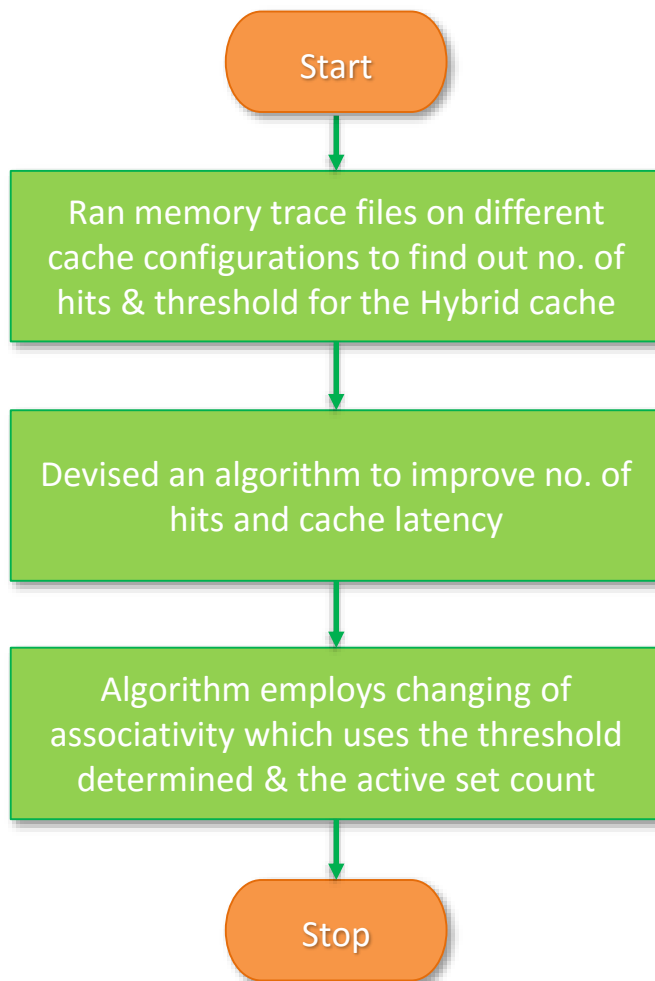 Start
Ran memory trace files on different
cache configurations to find out no. of
hits & threshold for the Hybrid cache
Devised an algorithm to improve no. of
hits and cache latency
Algorithm employs changing of
associativity which uses the threshold
determined & the active set count
Stop